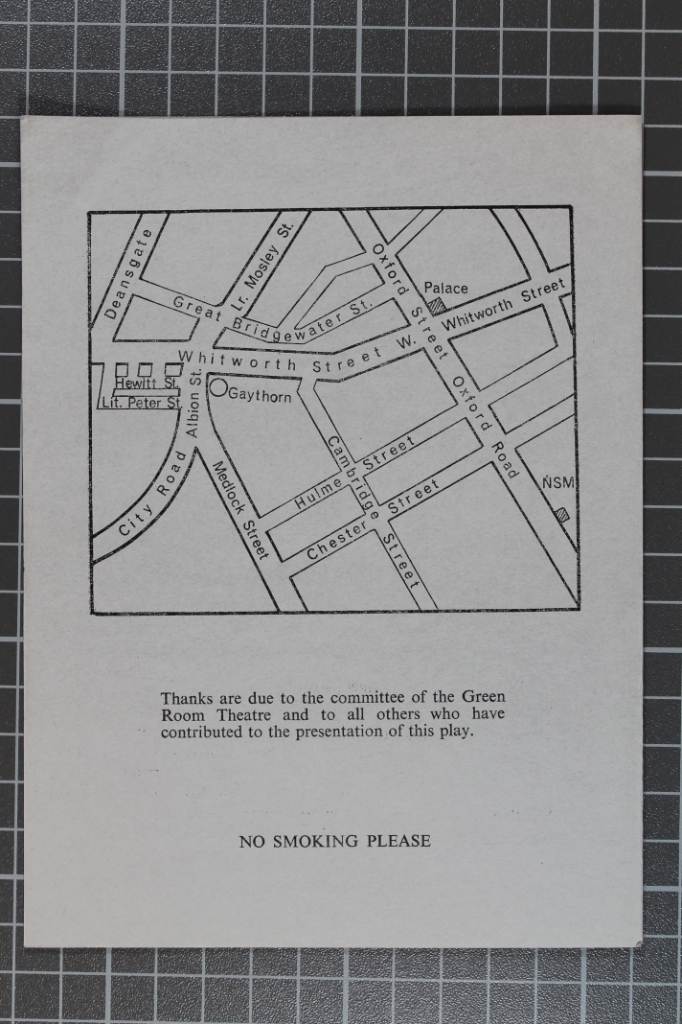 Deansgate
Lr. Mosley St.
Oxford Street
Palace
Great Bridgewater St.
Whitworth Street
Whitworth Street W.
Hewitt St.
Lit. Peter St.
Albion St.
Gaythorn
Oxford Road
City Road
Medlock Street
Cambridge Street
Hulme Street
Chester Street
NSM
Thanks are due to the committee of the Green
Room Theatre and to all others who have
contributed to the presentation of this play.
NO SMOKING PLEASE